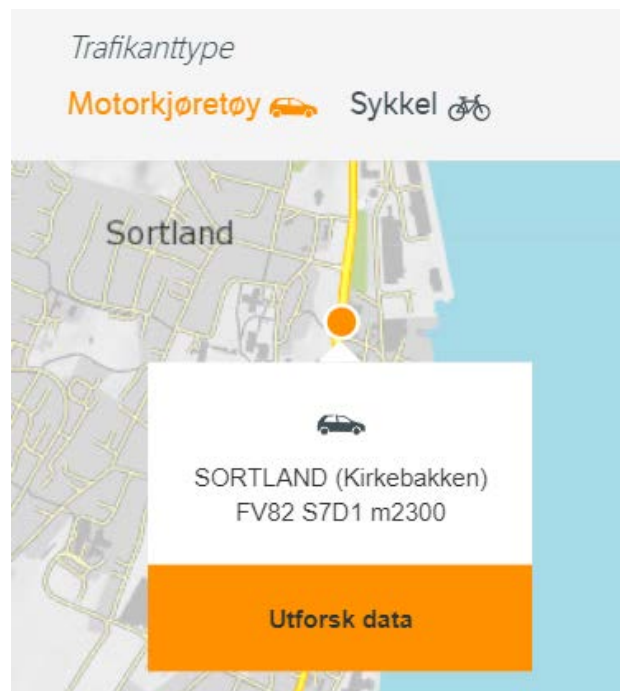 Trafikanttype
Motorkjøretøy Sykkel
Sortland
SORTLAND (Kirkebakken)
FV82 S7D1 m2300
Utforsk data